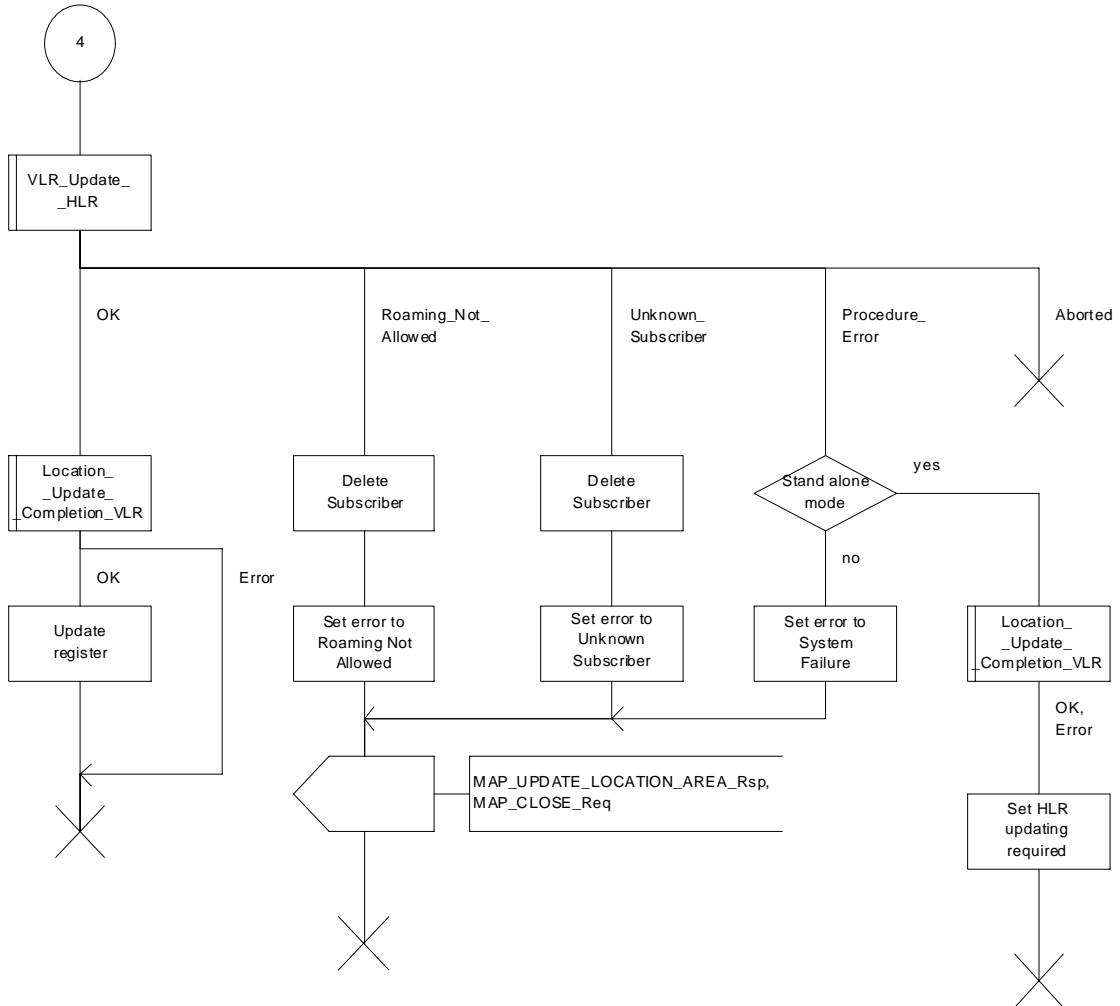 4
VLR_Update_
_HLR
OK
Roaming_Not_
Allowed
Unknown_
Subscriber
Procedure_
Error
Aborted
Location_
_Update_
_Completion_VLR
Delete
Subscriber
Delete
Subscriber
Stand alone
mode
yes
no
OK
Error
Update
register
Set error to
Roaming Not
Allowed
Set error to
Unknown
Subscriber
Set error to
System
Failure
Location_
_Update_
_Completion_VLR
OK,
Error
MAP_UPDATE_LOCATION_AREA_Rsp,
MAP_CLOSE_Req
Set HLR
updating
required